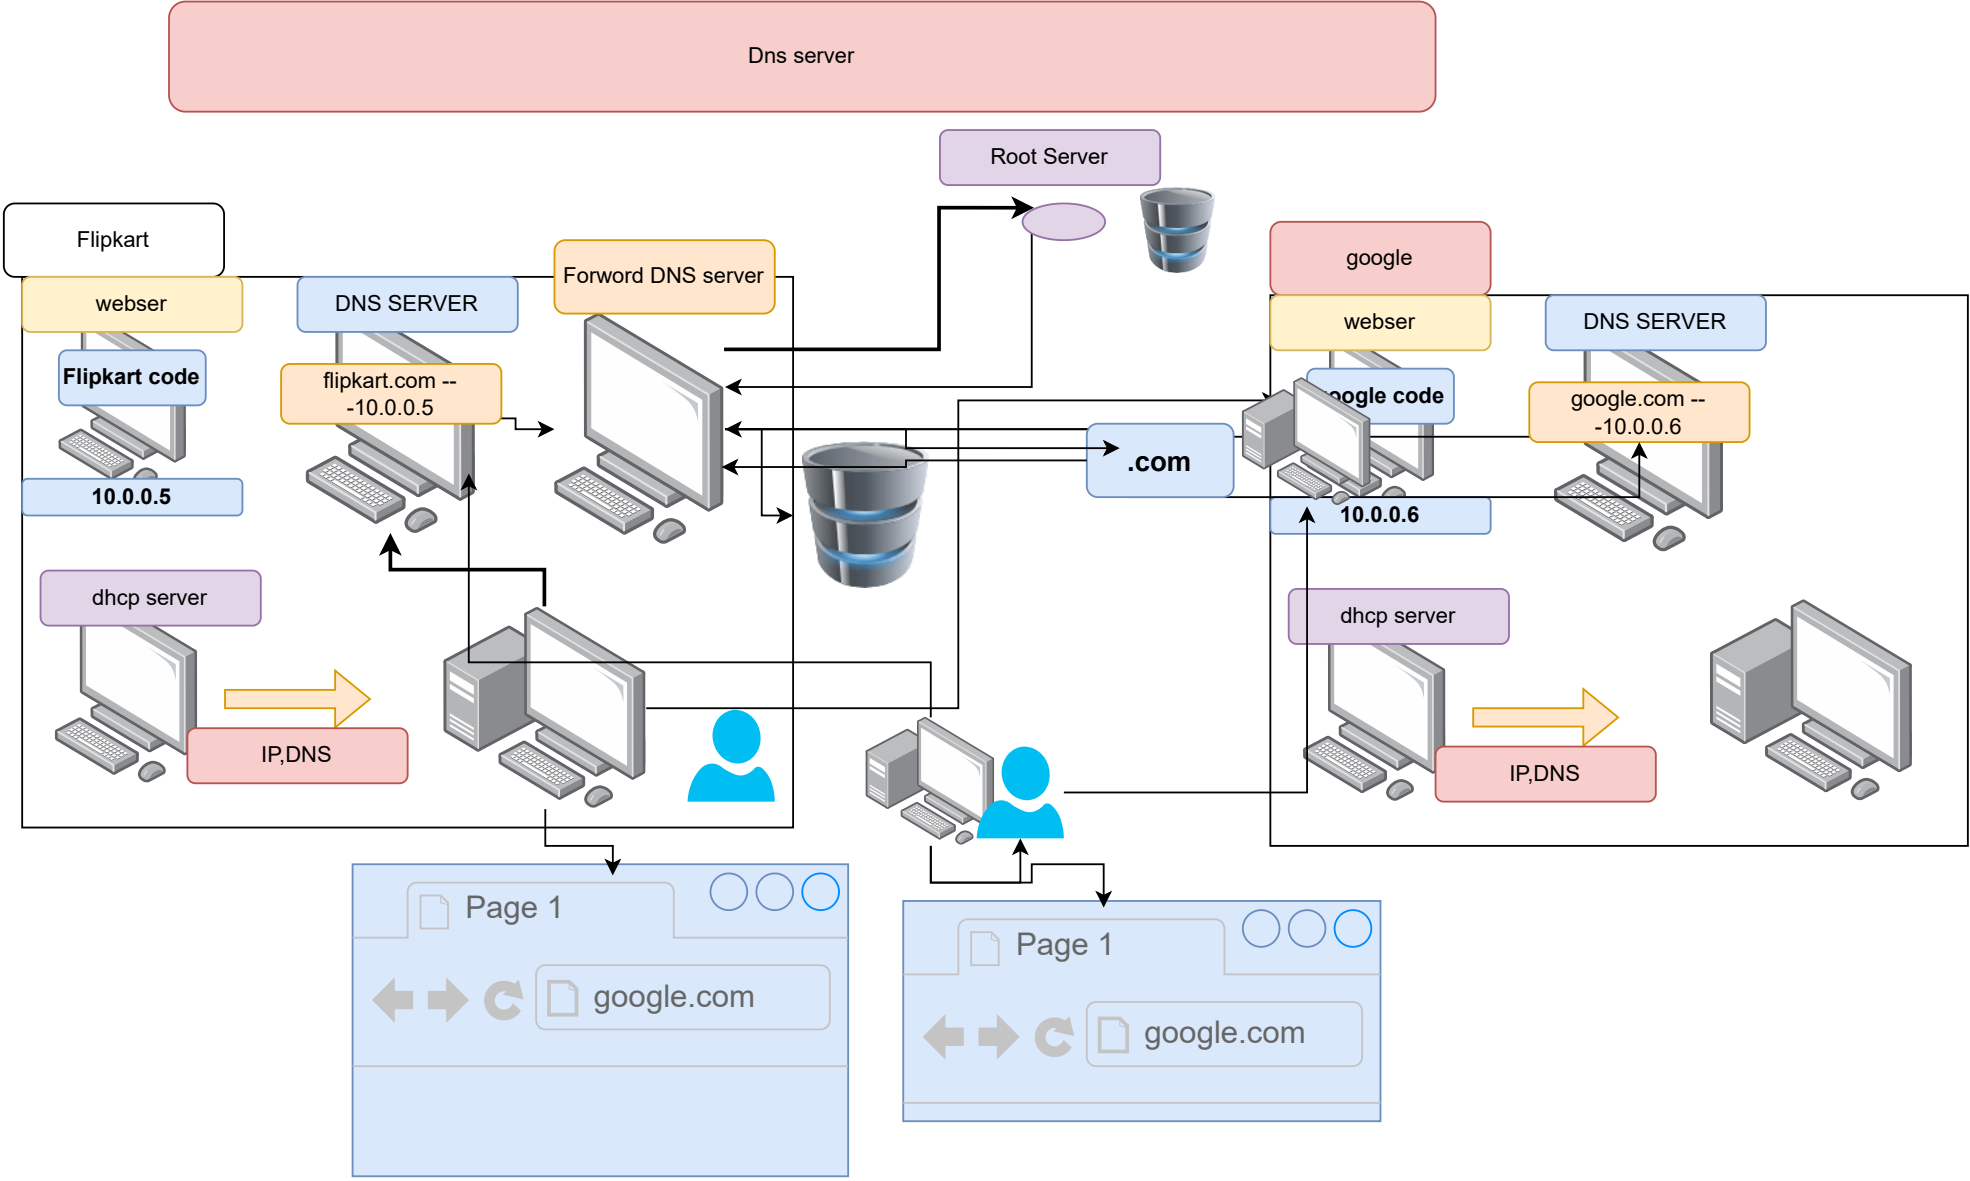 Dns server
Root Server
Flipkart
webser
DNS SERVER
Forword DNS server
Flipkart code
flipkart.com --
-10.0.0.5
10.0.0.5
dhcp server
IP,DNS
.com
google
webser
DNS SERVER
google code
google.com --
-10.0.0.6
10.0.0.6
dhcp server
IP,DNS
Page 1
google.com
Page 1
google.com